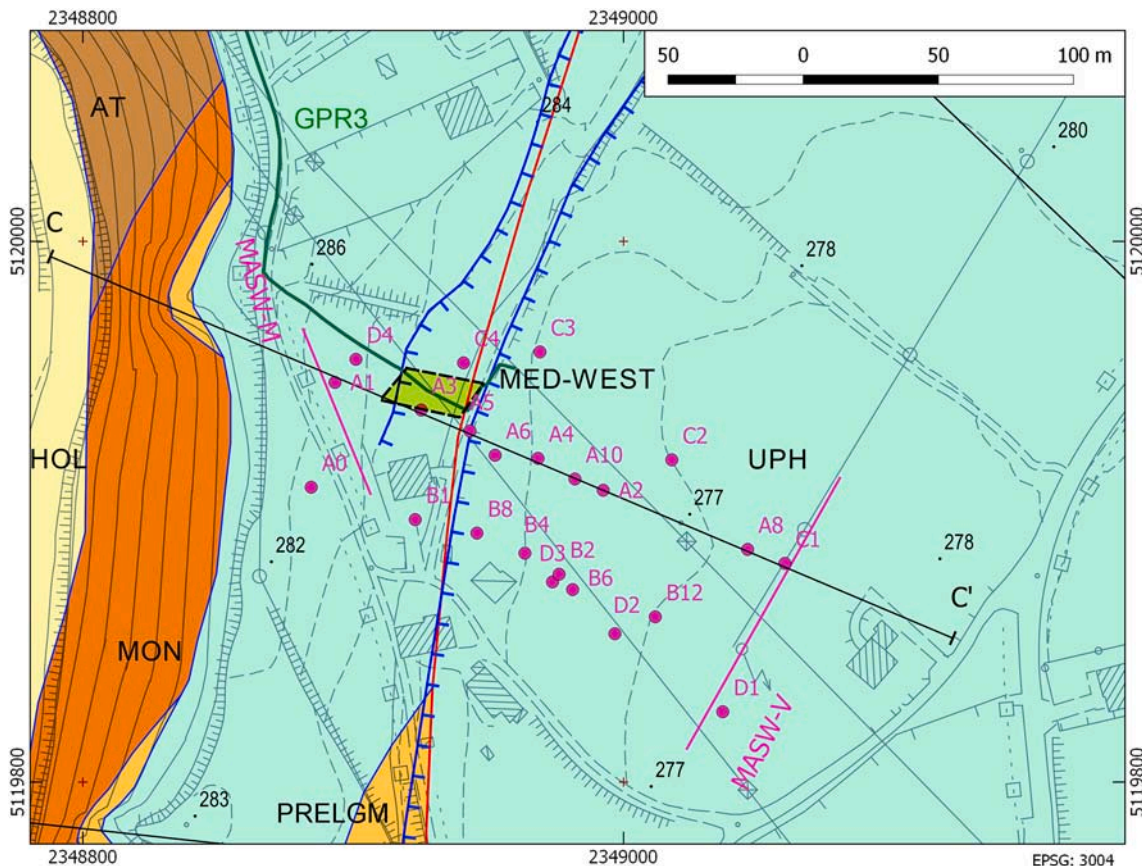 2348800
2349000
50
0
50
100 m
AT
GPR3
284
280
5120000
5120000
C
286
278
MASW-M
D4
C4
C3
A1
A3
MED-WEST
A5
HOL
A6
A4
C2
UPH
A10
A0
A2
277
B1
B8
A8
278
282
B4
C1
D3
B2
B6
B12
C'
D2
MON
D1
MASW-V
277
5119800
5119800
283
PRELGM
2348800
2349000
EPSG: 3004